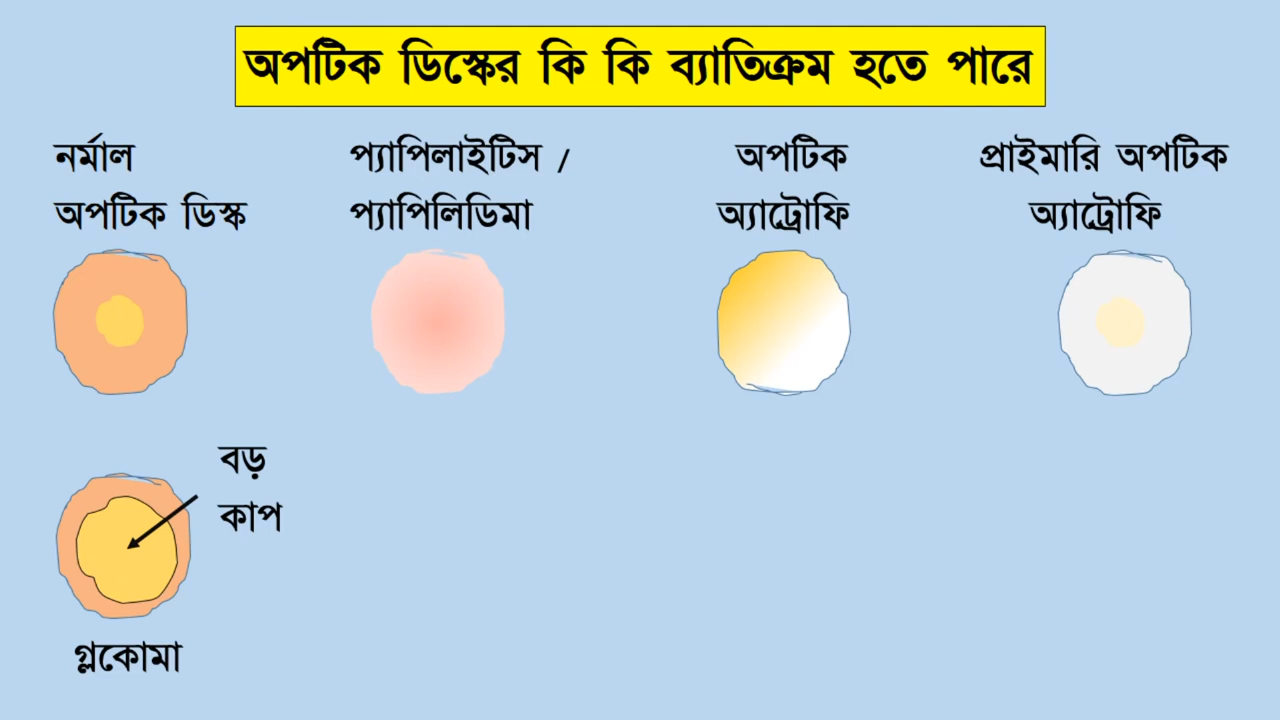 অপটিক ডিস্কের কি কি ব্যাতিক্রম হতে পারে
নর্মাল
অপটিক ডিস্ক
প্যাপিলাইটিস /
প্যাপিলিডিমা
অপটিক
অ্যাট্রোফি
প্রাইমারি অপটিক
অ্যাট্রোফি
বড়
কাপ
গ্লকোমা